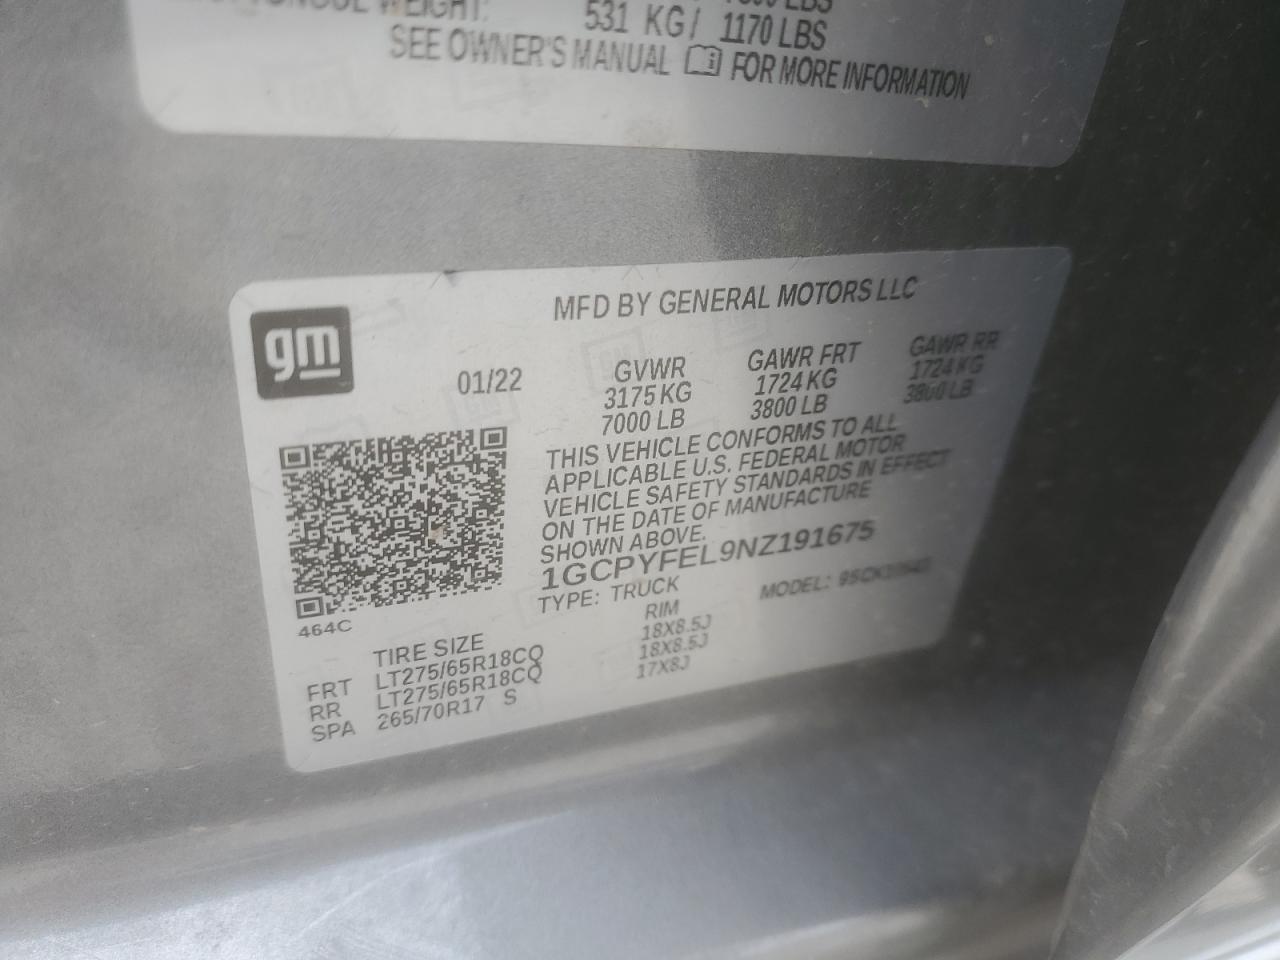 531 KG / 1170 LBS
SEE OWNER'S MANUAL FOR MORE INFORMATION
MFD BY GENERAL MOTORS LLC
gm
01/22
GVWR GAWR FRT GAWR RR
3175 KG 1724 KG 1724 KG
7000 LB 3800 LB 3800 LB
THIS VEHICLE CONFORMS TO ALL
APPLICABLE U.S. FEDERAL MOTOR
VEHICLE SAFETY STANDARDS IN EFFECT
ON THE DATE OF MANUFACTURE
SHOWN ABOVE.
1GCPYFEL9NZ191675
TYPE: TRUCK MODEL:
464C
TIRE SIZE RIM
FRT LT275/65R18CQ 18X8.5J
RR LT275/65R18CQ 18X8.5J
SPA 265/70R17 S 17X8J